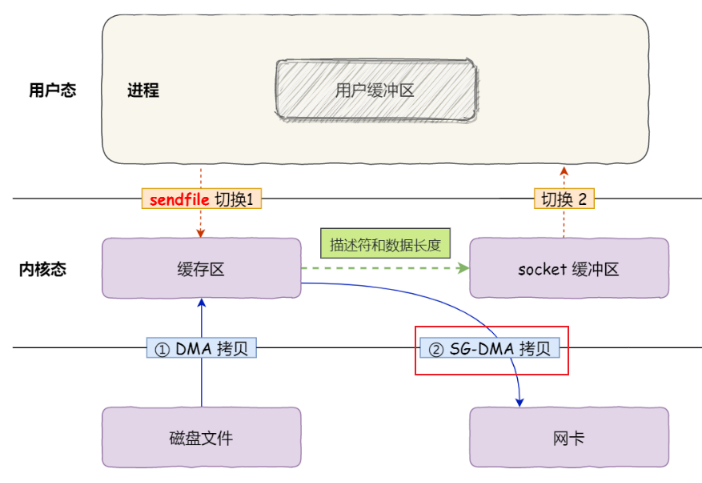 用户态
进程
用户缓冲区
sendfile 切换1
切换 2
描述符和数据长度
内核态
缓存区
socket 缓冲区
① DMA 拷贝
② SG-DMA 拷贝
磁盘文件
网卡